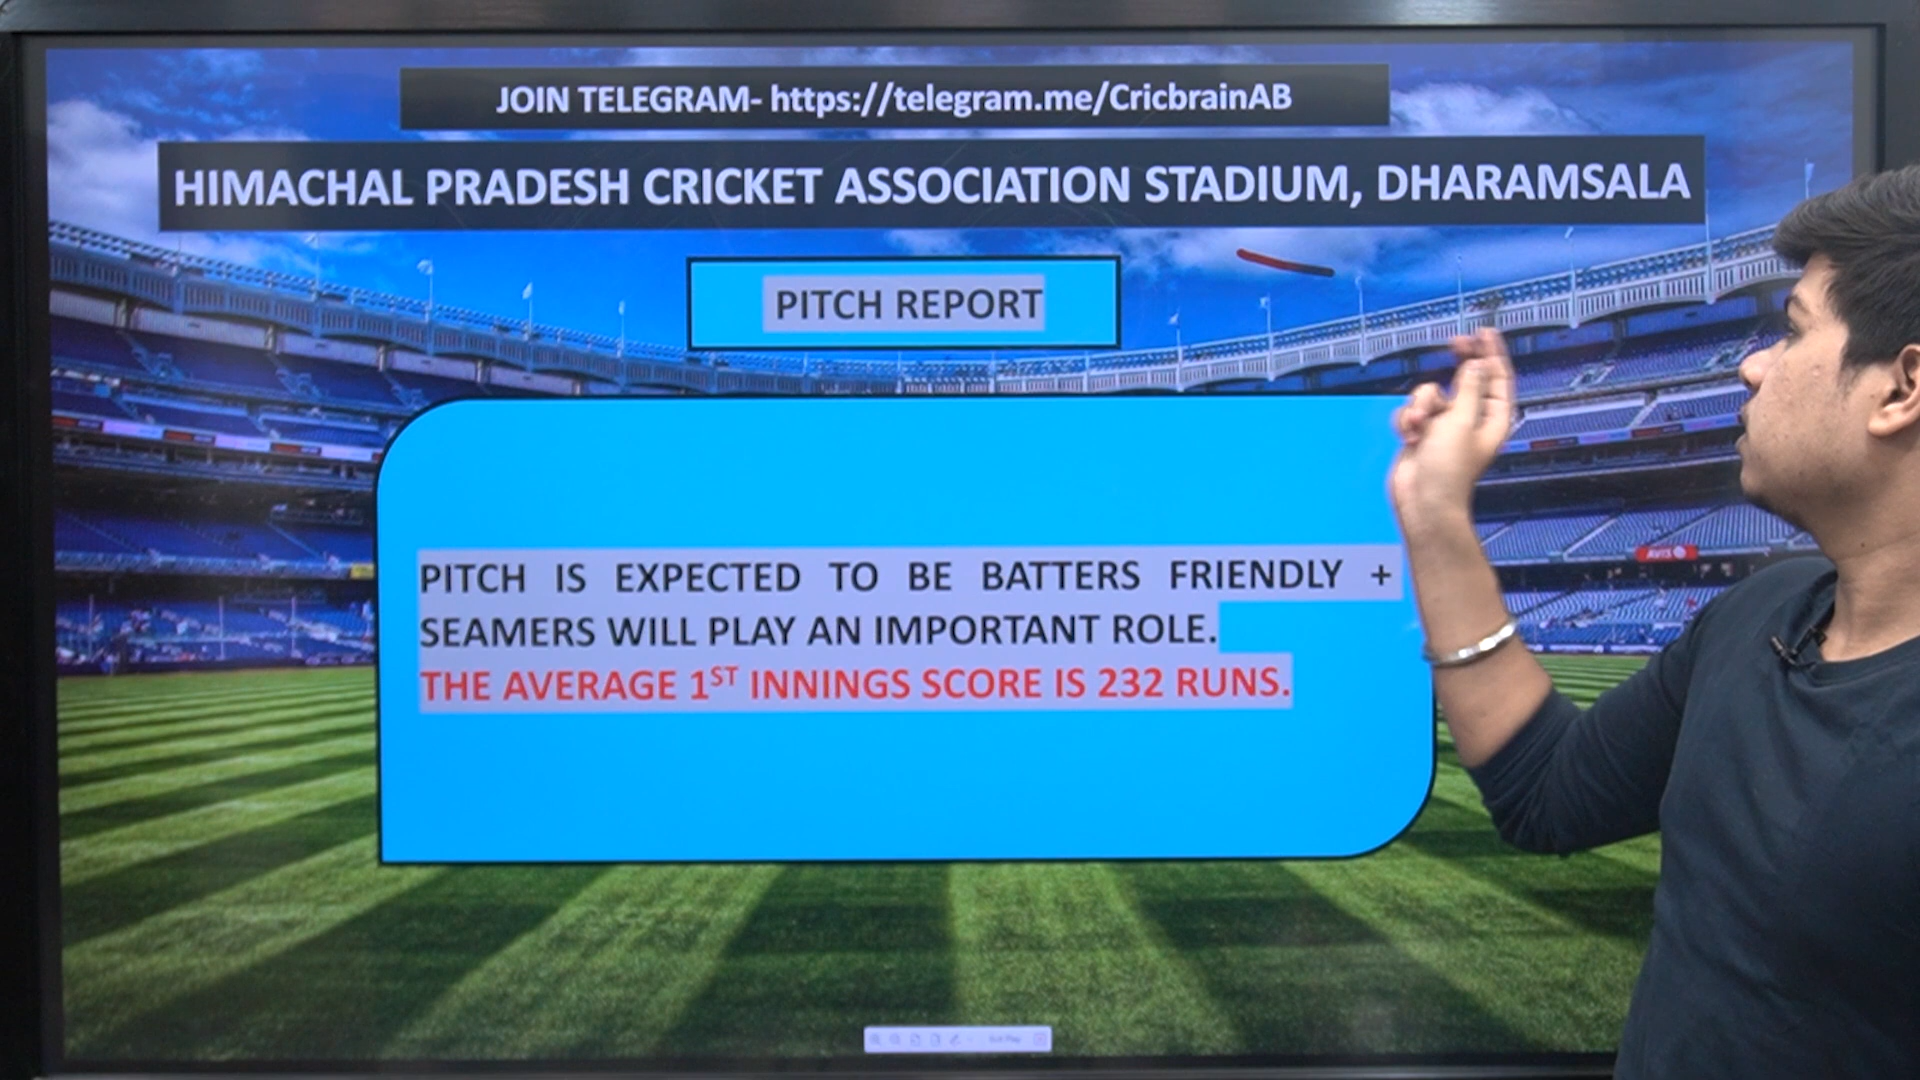 JOIN TELEGRAM- https://telegram.me/CricbrainAB
HIMACHAL PRADESH CRICKET ASSOCIATION STADIUM, DHARAMSALA
PITCH REPORT
PITCH IS EXPECTED TO BE BATTERS FRIENDLY +
SEAMERS WILL PLAY AN IMPORTANT ROLE.
THE AVERAGE 1ST INNINGS SCORE IS 232 RUNS.
AVIS